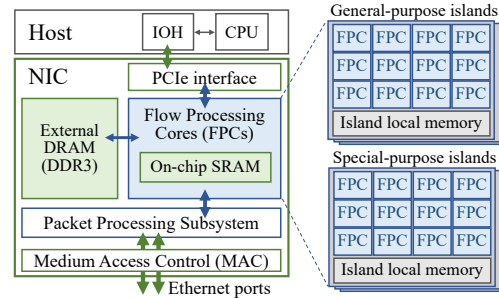 Host
IOH
CPU
NIC
PCIe interface
External
DRAM
(DDR3)
Flow Processing
Cores (FPCs)
On-chip SRAM
Packet Processing Subsystem
Medium Access Control (MAC)
Ethernet ports
General-purpose islands
FPC FPC FPC FPC
FPC FPC FPC FPC
FPC FPC FPC FPC
Island local memory
Special-purpose islands
FPC FPC FPC FPC
FPC FPC FPC FPC
FPC FPC FPC FPC
Island local memory